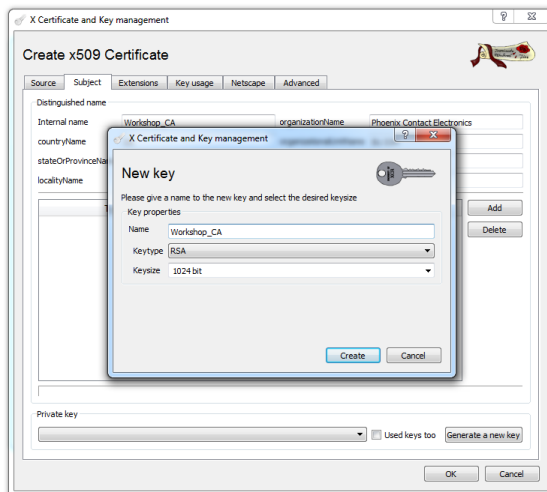 X Certificate and Key management
Create x509 Certificate
Source Subject Extensions Key usage Netscape Advanced
Distinguished name
Internal name Workshop_CA organizationName Phoenix Contact Electronics
countryName
stateOrProvinceNa
localityName
X Certificate and Key management
New key
Please give a name to the new key and select the desired keysize
Key properties
Name Workshop_CA
Keytype RSA
Keysize 1024 bit
Create Cancel
Add
Delete
Private key
Used keys too Generate a new key
OK Cancel